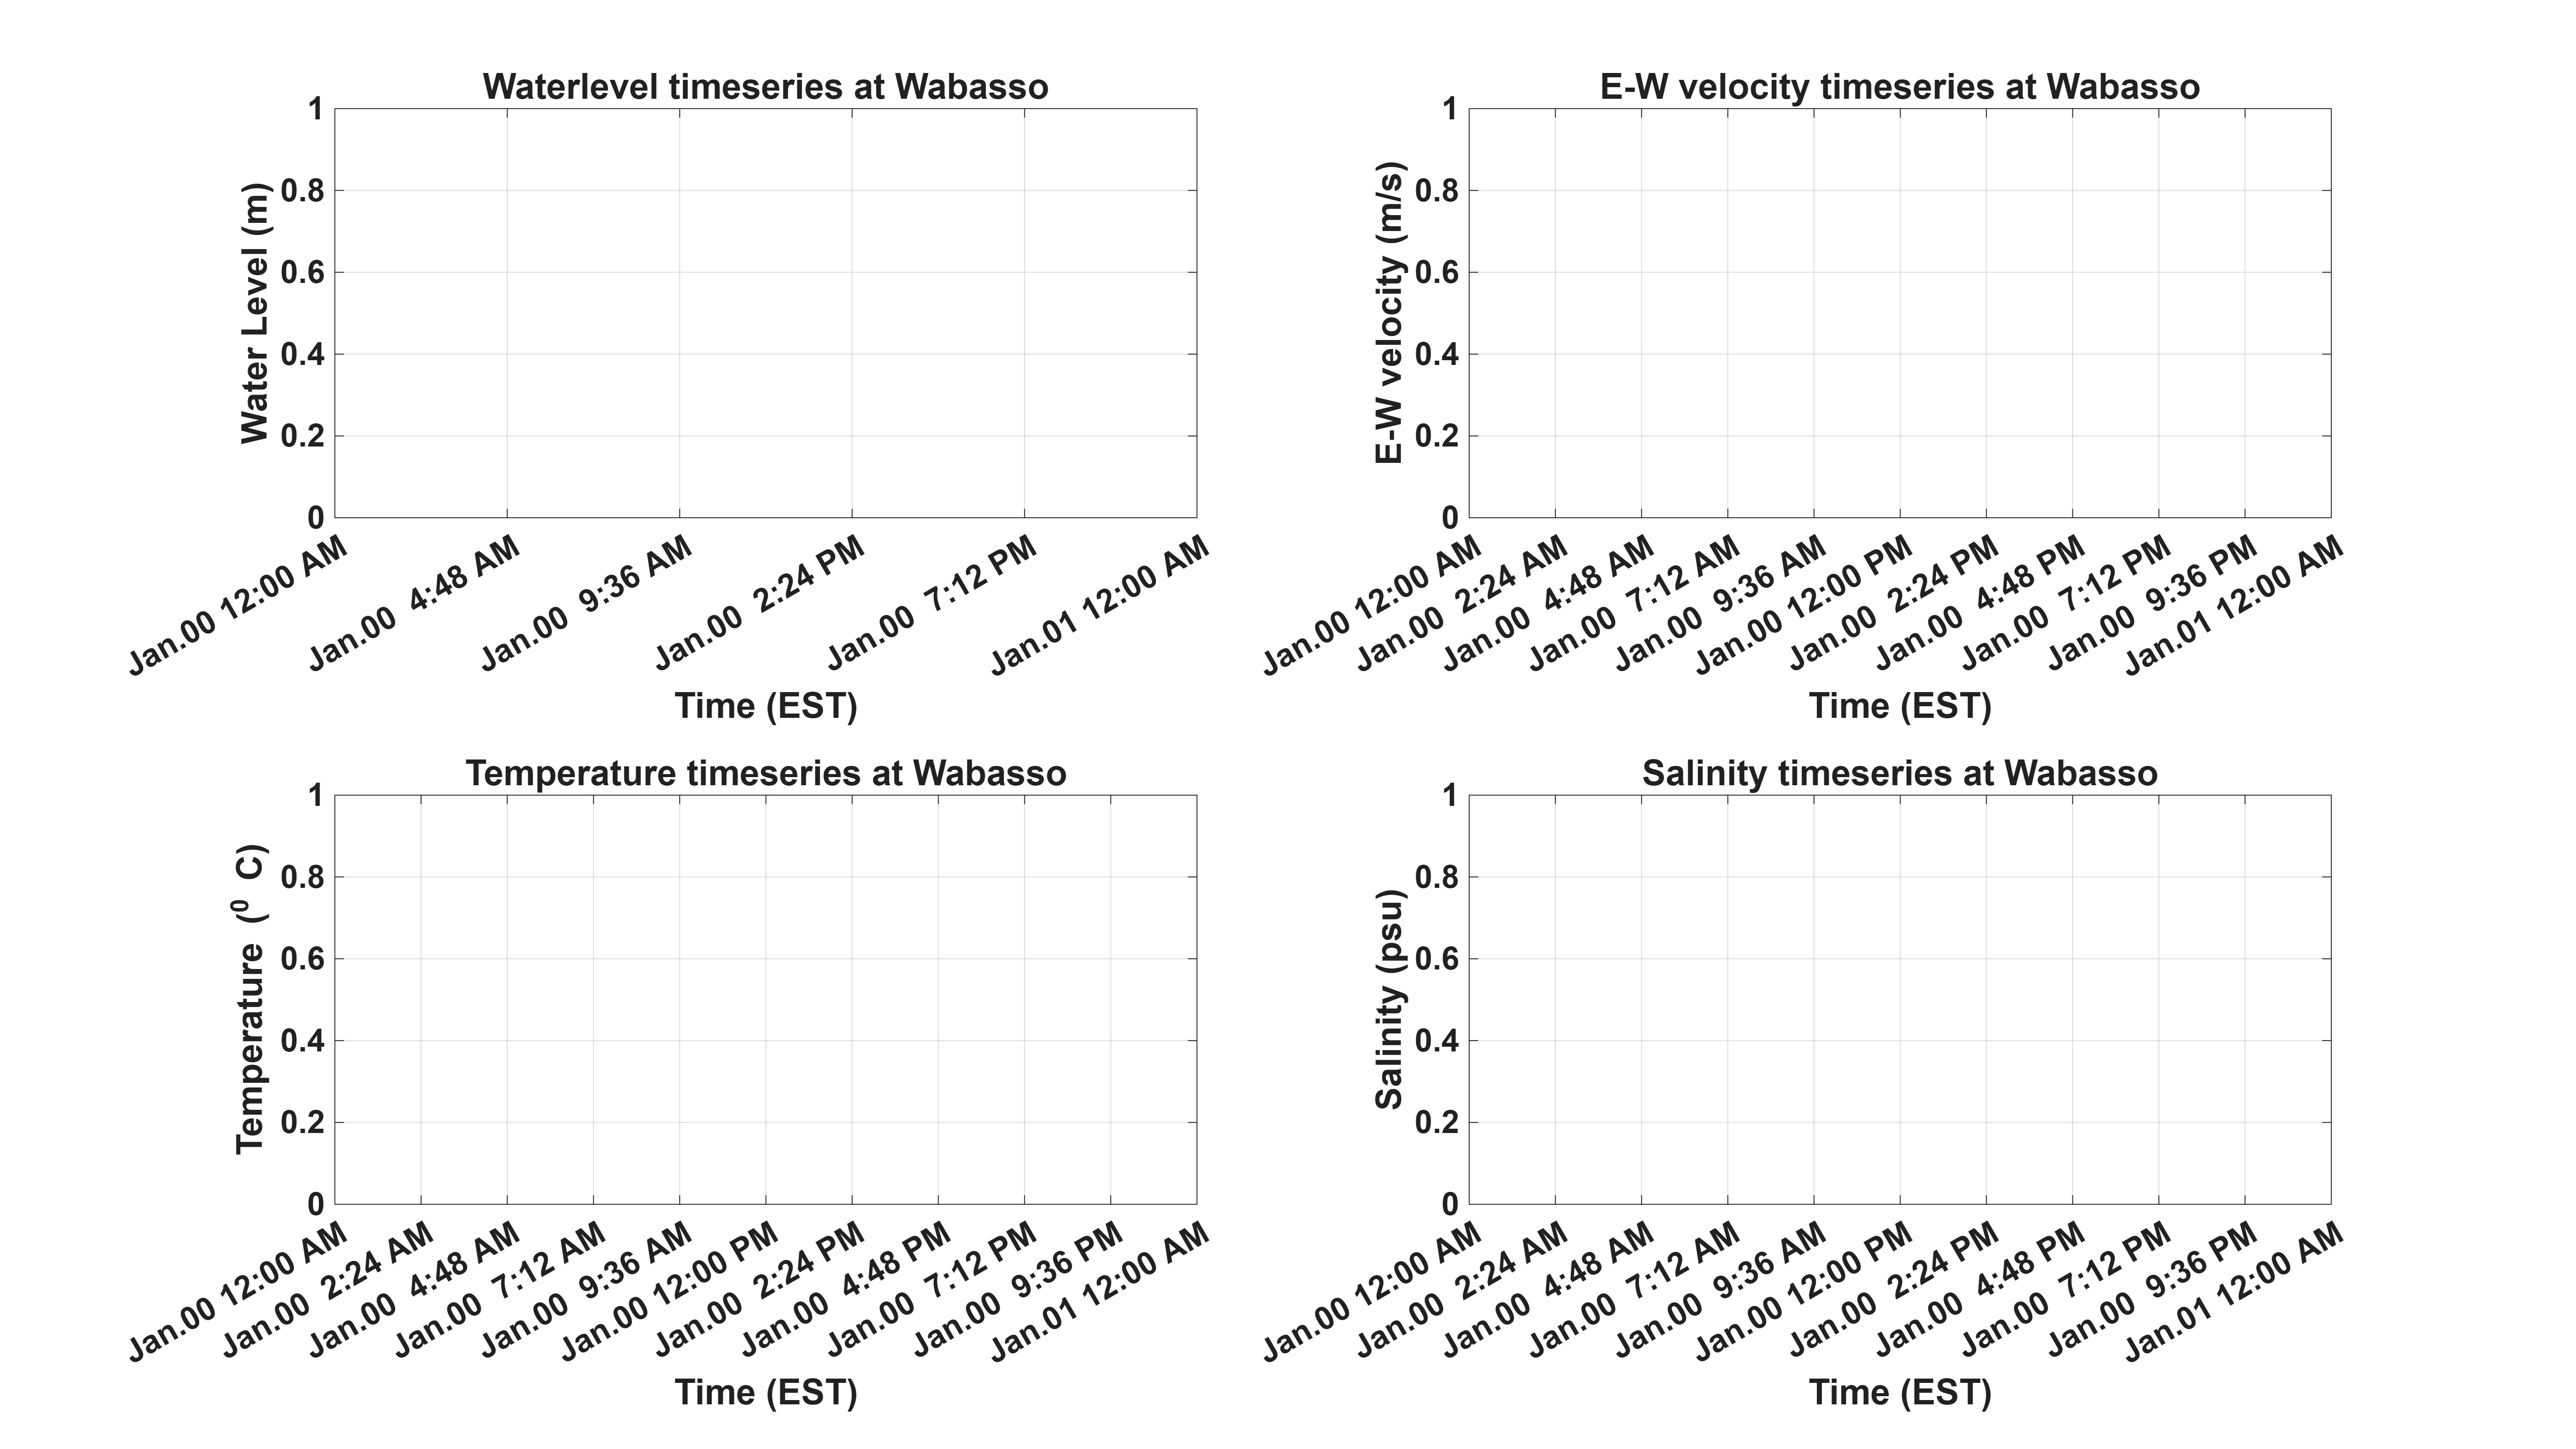 Waterlevel timeseries at Wabasso
Water Level (m)
1
0.8
0.6
0.4
0.2
0
Jan.00 12:00 AM
Jan.00  4:48 AM
Jan.00  9:36 AM
Jan.00  2:24 PM
Jan.00  7:12 PM
Jan.01 12:00 AM
Time (EST)
E-W velocity timeseries at Wabasso
E-W velocity (m/s)
1
0.8
0.6
0.4
0.2
0
Jan.00 12:00 AM
Jan.00  2:24 AM
Jan.00  4:48 AM
Jan.00  7:12 AM
Jan.00  9:36 AM
Jan.00 12:00 PM
Jan.00  2:24 PM
Jan.00  4:48 PM
Jan.00  7:12 PM
Jan.00  9:36 PM
Jan.01 12:00 AM
Time (EST)
Temperature timeseries at Wabasso
Temperature (⁰ C)
1
0.8
0.6
0.4
0.2
0
Jan.00 12:00 AM
Jan.00  2:24 AM
Jan.00  4:48 AM
Jan.00  7:12 AM
Jan.00  9:36 AM
Jan.00 12:00 PM
Jan.00  2:24 PM
Jan.00  4:48 PM
Jan.00  7:12 PM
Jan.00  9:36 PM
Jan.01 12:00 AM
Time (EST)
Salinity timeseries at Wabasso
Salinity (psu)
1
0.8
0.6
0.4
0.2
0
Jan.00 12:00 AM
Jan.00  2:24 AM
Jan.00  4:48 AM
Jan.00  7:12 AM
Jan.00  9:36 AM
Jan.00 12:00 PM
Jan.00  2:24 PM
Jan.00  4:48 PM
Jan.00  7:12 PM
Jan.00  9:36 PM
Jan.01 12:00 AM
Time (EST)